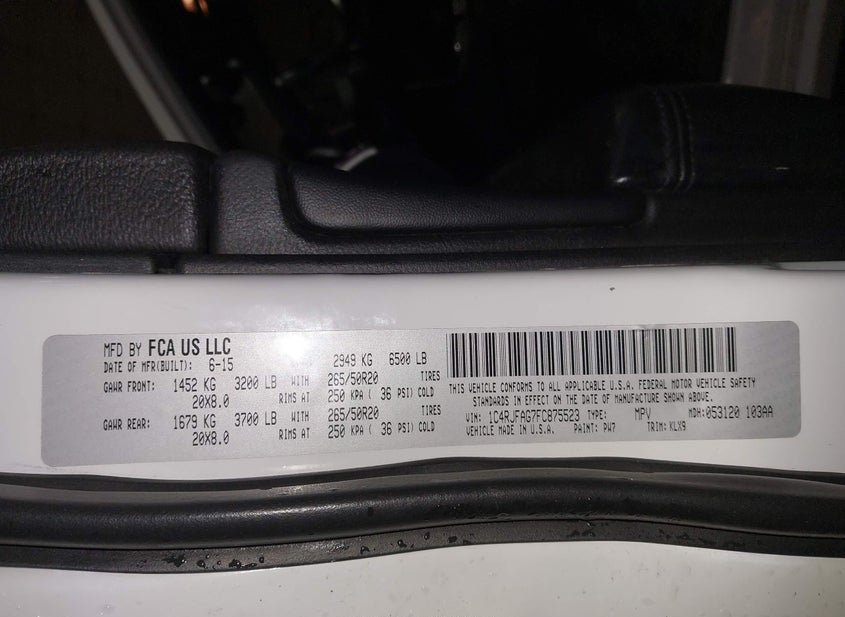 MFD BY FCA US LLC
DATE OF MFR(BUILT): 6-15 2949 KG 6500 LB
GAWR FRONT: 1452 KG 3200 LB WITH 265/50R20 TIRES
20X8.0 RIMS AT 250 KPA ( 36 PSI) COLD
GAWR REAR: 1679 KG 3700 LB WITH 265/50R20 TIRES
20X8.0 RIMS AT 250 KPA ( 36 PSI) COLD
THIS VEHICLE CONFORMS TO ALL APPLICABLE U.S.A. FEDERAL MOTOR VEHICLE SAFETY
STANDARDS IN EFFECT ON THE DATE OF MANUFACTURE SHOWN ABOVE.
VIN: 1C4RJFAG7FC875523 TYPE: MPV MDH: 053120 103AA
VEHICLE MADE IN U.S.A. PAINT: PW7 TRIM: KLX9